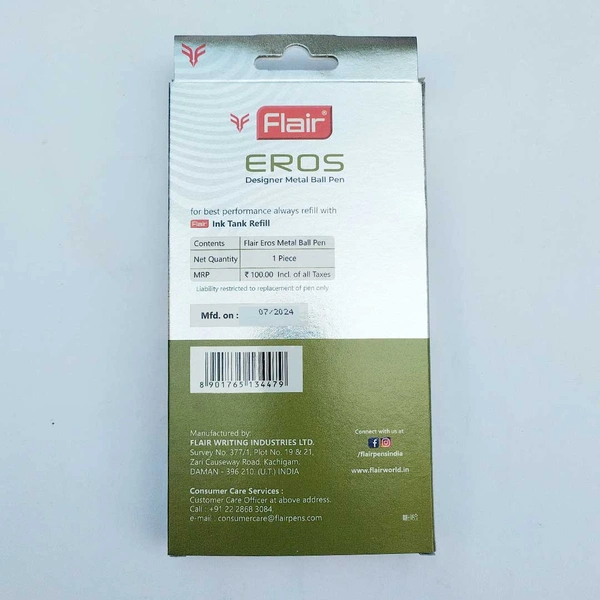 Flair
EROS
Designer Metal Ball Pen
for best performance always refill with
Flair Ink Tank Refill
Contents Flair Eros Metal Ball Pen
Net Quantity 1 Piece
MRP ₹ 100.00 Incl. of all Taxes
Liability restricted to replacement of pen only
Mfd. on : 07/2024
8 901765 134479
Manufactured by:
FLAIR WRITING INDUSTRIES LTD.
Survey No. 377/1, Plot No. 19 & 21,
Zari Causeway Road, Kachigam,
DAMAN - 396 210. (U.T.) INDIA
Connect with us at
/flairpensindia
www.flairworld.in
Consumer Care Services :
Customer Care Officer at above address.
Call : +91 22 2868 3084,
e-mail : consumercare@flairpens.com